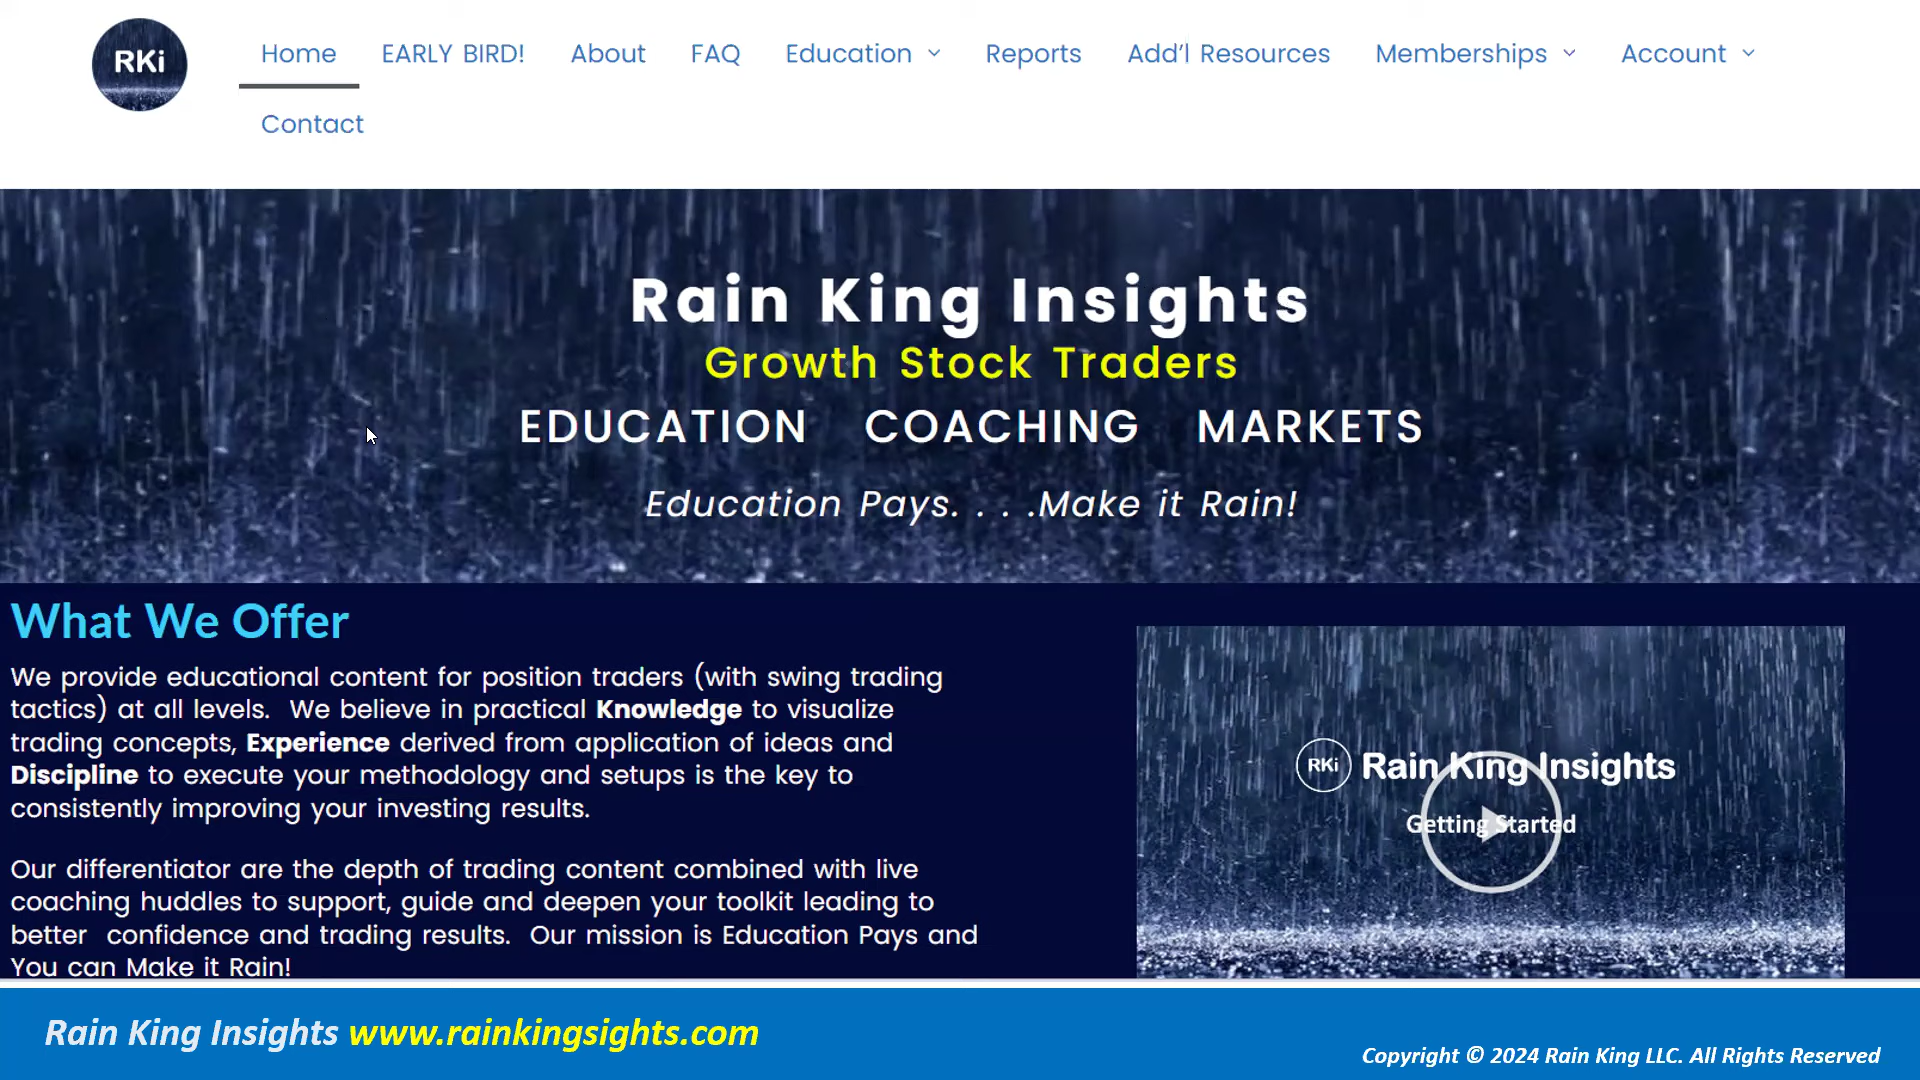 RKi
Home EARLY BIRD! About FAQ Education Reports Add'l Resources Memberships Account
Contact
Rain King Insights
Growth Stock Traders
EDUCATION COACHING MARKETS
Education Pays. . . .Make it Rain!
What We Offer
We provide educational content for position traders (with swing trading
tactics) at all levels. We believe in practical Knowledge to visualize
trading concepts, Experience derived from application of ideas and
Discipline to execute your methodology and setups is the key to
consistently improving your investing results.
Our differentiator are the depth of trading content combined with live
coaching huddles to support, guide and deepen your toolkit leading to
better confidence and trading results. Our mission is Education Pays and
You can Make it Rain!
RKi Rain King Insights
Getting Started
Rain King Insights www.rainkingsights.com
Copyright © 2024 Rain King LLC. All Rights Reserved